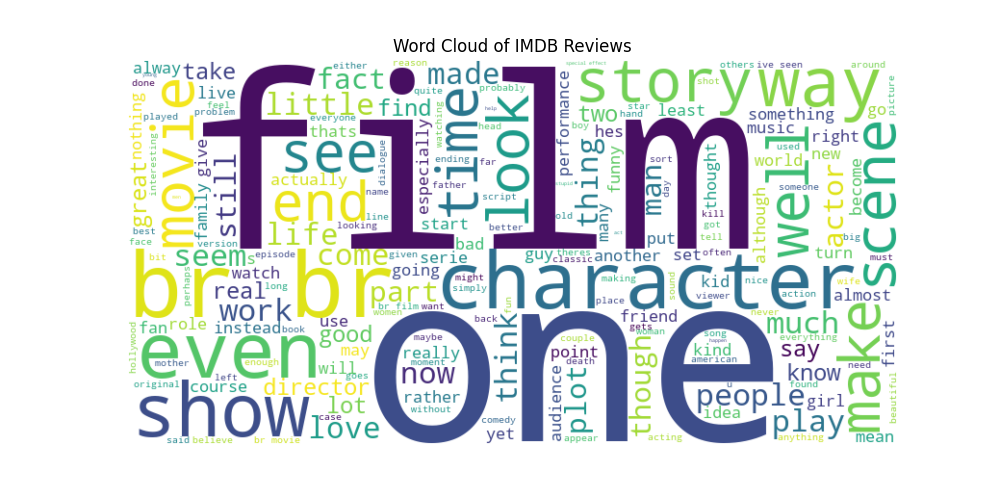 Word Cloud of IMDB Reviews
alway take fact made story way others ive seen around
either reason quite probably special effect
done live little find shot picture
film movie feel problem everyone time look performance two least something go
played thats help star hand music
great nothing interesting give see dialogue especially watching head boy hes thing funny man sort day thought world well used right new actor scene
still actually ending far many
family end name father script stupid old kill got someone become
best line looking start better put tell although big
face version life bad often act turn must
bit seems episode come given serie guy theres classic another set
br br part going character making nice wife kid almost
perhaps watch real long might simply place viewer sound action
work br film want fun friend never
women back gets song much everything first
fan role instead book use
even good maybe think couple woman happen say
hollywood mother enough may really moment now point death though kind american know need
original left will goes
course director rather audience plot people u found girl make beautiful
show case lot without one idea play
love comedy yet appear acting anything mean
said believe br movie